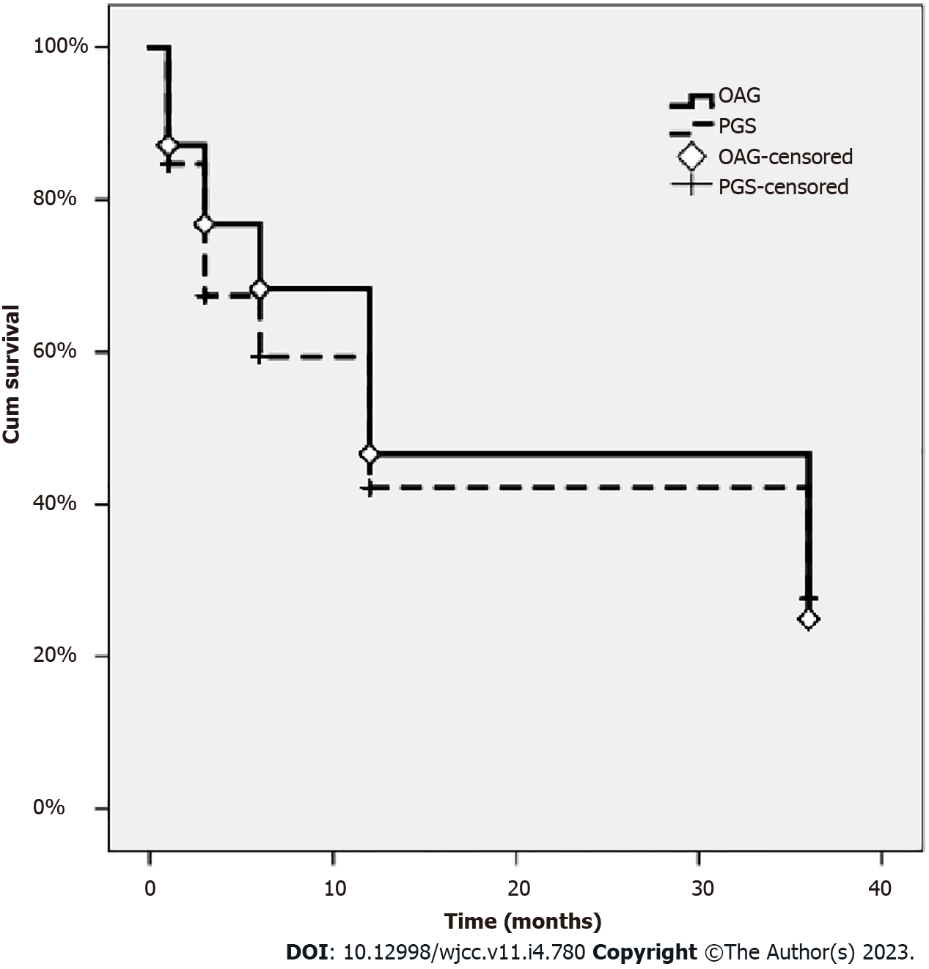 100%
80%
60%
40%
20%
0%
Cum survival
OAG
PGS
OAG-censored
PGS-censored
0 10 20 30 40
Time (months)
DOI: 10.12998/wjcc.v11.i4.780 Copyright ©The Author(s) 2023.